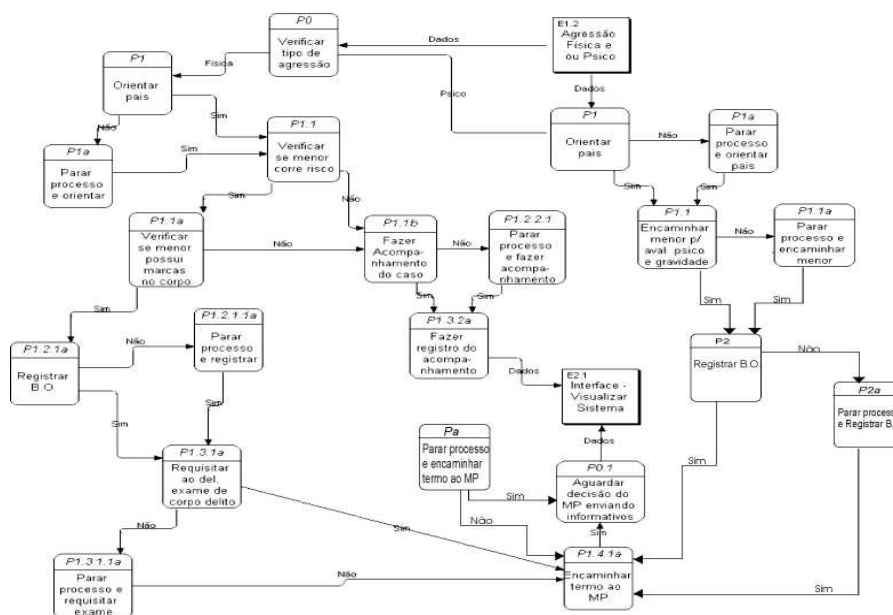 P0
Verificar
tipo de
agressão
E1.2
Agressão
Física e
ou Psico
Dados
Física
Psico
Dados
P1
Orientar
pais
Não
Sim
P1a
Parar
processo
e orientar
Sim
P1.1
Verificar
se menor
corre risco
Sim
Não
P1
Orientar
pais
Não
P1a
Parar
processo
e orientar
pais
Sim
Sim
P1.1a
Verificar
se menor
possui
marcas
no corpo
Não
P1.1b
Fazer
Acompa-
nhamento
do caso
Não
P1.2.2.1
Parar
processo
e fazer
acompa-
nhamento
P1.1
Encaminhar
menor p/
aval. psico
e gravidade
Não
P1.1a
Parar
processo e
encaminhar
menor
Sim
Sim
Sim
Sim
Sim
P1.2.1a
Registrar
B.O.
Não
P1.2.1.1a
Parar
processo
e registrar
Sim
Sim
P1.3.2a
Fazer
registro do
acompa-
nhamento
Dados
P2
Registrar B.O.
Não
P2a
Parar process
e Registrar B.
Sim
Sim
E2.1
Interface -
Visualizar
Sistema
Dados
Pa
Parar processo
e encaminhar
termo ao MP
Sim
Não
P0.1
Aguardar
decisão do
MP enviando
informativos
Sim
P1.3.1a
Requisitar
ao del.
exame de
corpo delito
Não
Sim
P1.3.1.1a
Parar
processo e
requisitar
exame
Não
P1.4.1a
Encaminhar
termo ao
MP